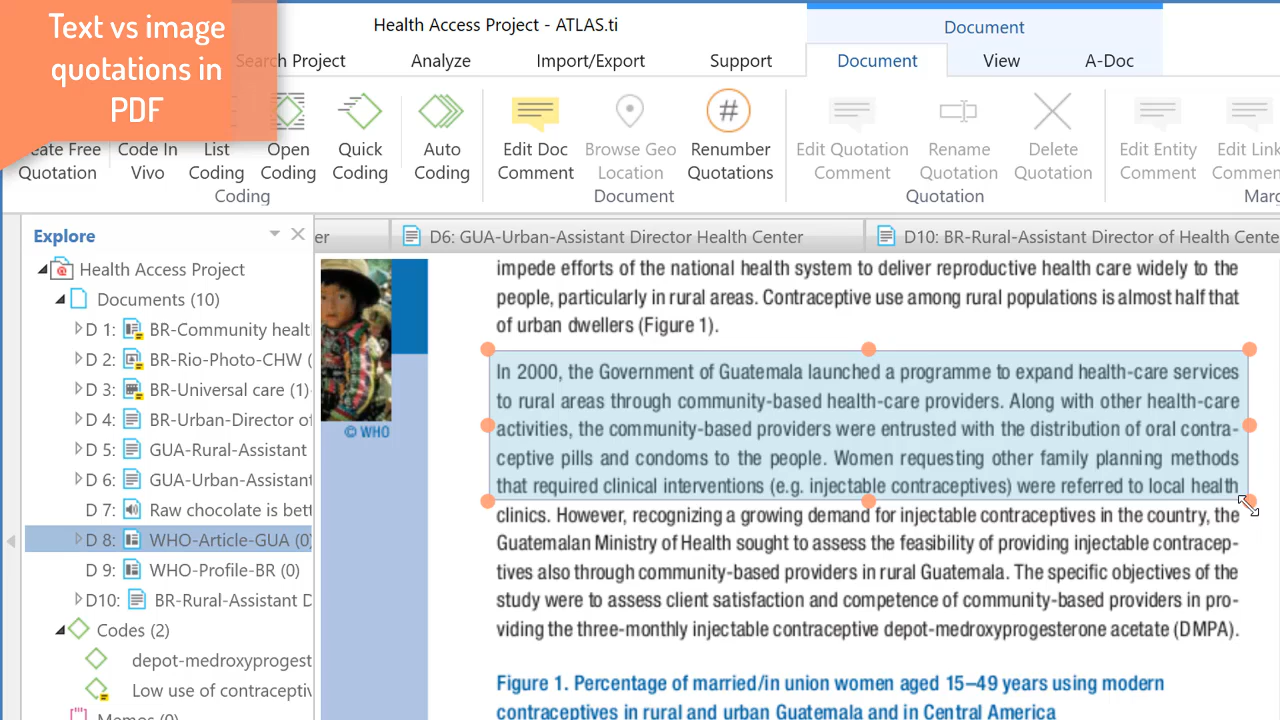 Text vs image
quotations in
PDF
Health Access Project - ATLAS.ti
Document
Search Project
Analyze
Import/Export
Support
Document
View
A-Doc
Create Free
Quotation
Code In
Vivo
List
Coding
Open
Coding
Quick
Coding
Auto
Coding
Edit Doc
Comment
Browse Geo
Location
#
Renumber
Quotations
Edit Quotation
Comment
Rename
Quotation
Delete
Quotation
Edit Entity
Comment
Edit Link
Commen
Coding
Document
Quotation
Marg
Explore
er
D6: GUA-Urban-Assistant Director Health Center
D10: BR-Rural-Assistant Director of Health Cente
Health Access Project
Documents (10)
D 1: BR-Community healt
D 2: BR-Rio-Photo-CHW (
D 3: BR-Universal care (1)
D 4: BR-Urban-Director of
D 5: GUA-Rural-Assistant
D 6: GUA-Urban-Assistant
D 7: Raw chocolate is bett
D 8: WHO-Article-GUA (0)
D 9: WHO-Profile-BR (0)
D10: BR-Rural-Assistant D
Codes (2)
depot-medroxyprogest
Low use of contraceptiv
Memos (0)
© WHO
impede efforts of the national health system to deliver reproductive health care widely to the
people, particularly in rural areas. Contraceptive use among rural populations is almost half that
of urban dwellers (Figure 1).
In 2000, the Government of Guatemala launched a programme to expand health-care services
to rural areas through community-based health-care providers. Along with other health-care
activities, the community-based providers were entrusted with the distribution of oral contra-
ceptive pills and condoms to the people. Women requesting other family planning methods
that required clinical interventions (e.g. injectable contraceptives) were referred to local health
clinics. However, recognizing a growing demand for injectable contraceptives in the country, the
Guatemalan Ministry of Health sought to assess the feasibility of providing injectable contracep-
tives also through community-based providers in rural Guatemala. The specific objectives of the
study were to assess client satisfaction and competence of community-based providers in pro-
viding the three-monthly injectable contraceptive depot-medroxyprogesterone acetate (DMPA).
Figure 1. Percentage of married/in union women aged 15–49 years using modern
contraceptives in rural and urban Guatemala and in Central America